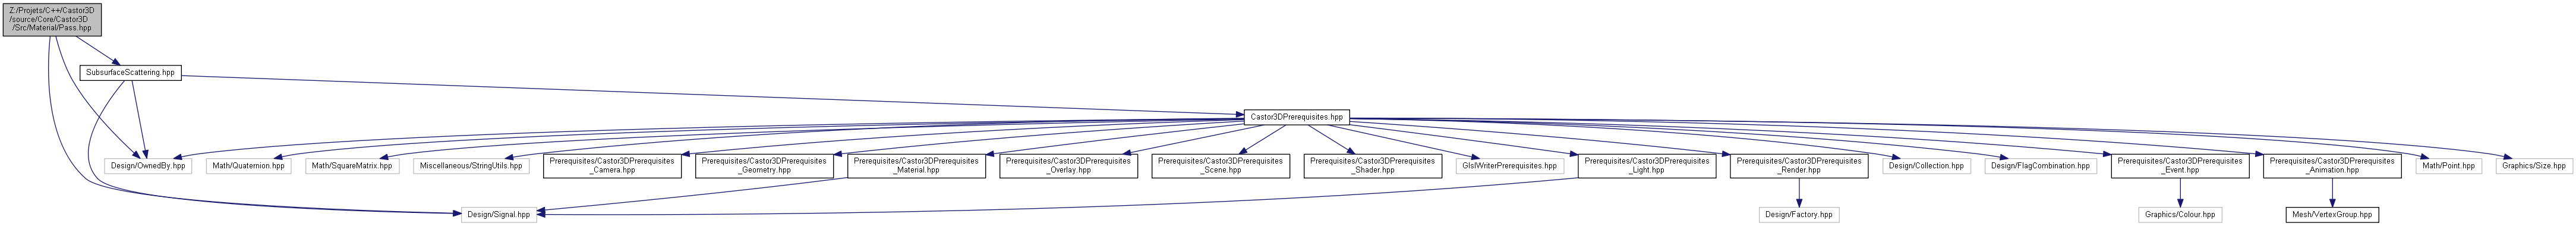 Z:/Projets/C++/Castor3D
/source/Core/Castor3D
/Src/Material/Pass.hpp
SubsurfaceScattering.hpp
Castor3DPrerequisites.hpp
Design/OwnedBy.hpp
Math/Quaternion.hpp
Math/SquareMatrix.hpp
Miscellaneous/StringUtils.hpp
Prerequisites/Castor3DPrerequisites
_Camera.hpp
Prerequisites/Castor3DPrerequisites
_Geometry.hpp
Prerequisites/Castor3DPrerequisites
_Material.hpp
Prerequisites/Castor3DPrerequisites
_Overlay.hpp
Prerequisites/Castor3DPrerequisites
_Scene.hpp
Prerequisites/Castor3DPrerequisites
_Shader.hpp
GlslWriterPrerequisites.hpp
Prerequisites/Castor3DPrerequisites
_Light.hpp
Prerequisites/Castor3DPrerequisites
_Render.hpp
Design/Collection.hpp
Design/FlagCombination.hpp
Prerequisites/Castor3DPrerequisites
_Event.hpp
Prerequisites/Castor3DPrerequisites
_Animation.hpp
Math/Point.hpp
Graphics/Size.hpp
Design/Signal.hpp
Design/Factory.hpp
Graphics/Colour.hpp
Mesh/VertexGroup.hpp